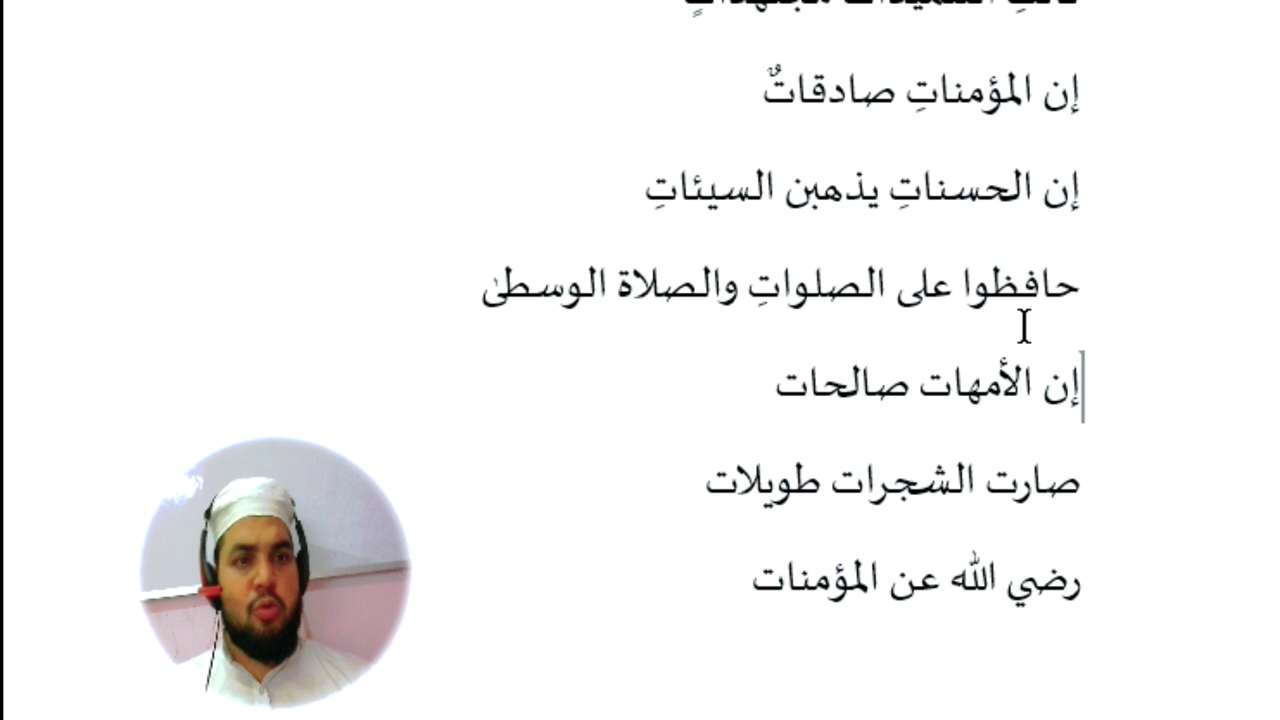 إن المؤمناتِ صادقاتٌ
إن الحسناتِ يذهبن السيئاتِ
حافظوا على الصلواتِ والصلاة الوسطىٰ
إن الأمهات صالحات
صارت الشجرات طويلات
رضي الله عن المؤمنات